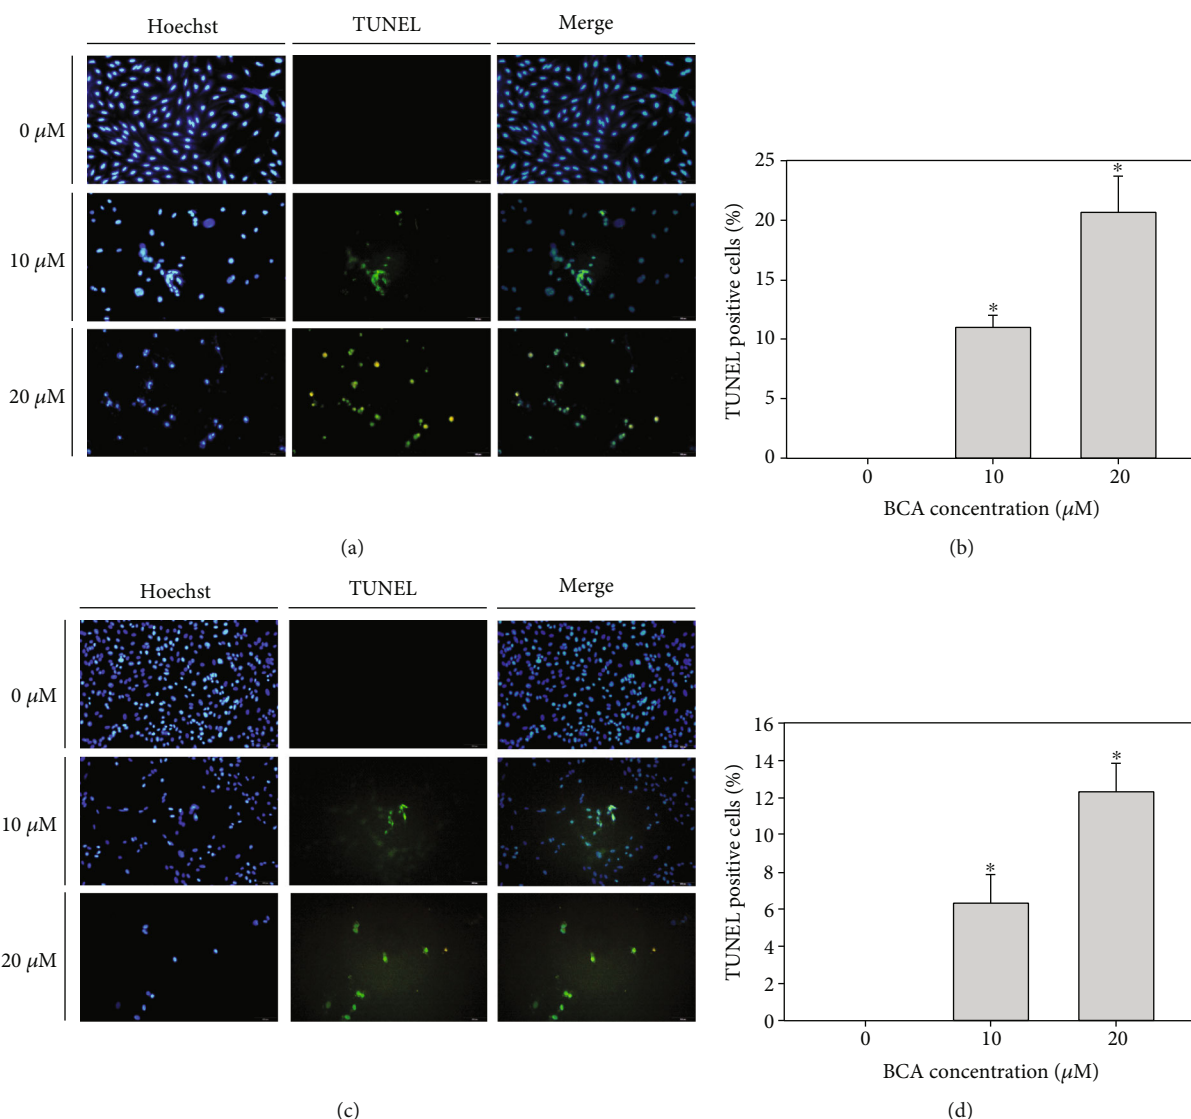 Hoechst TUNEL Merge
0 μM
10 μM
20 μM
(a)
TUNEL positive cells (%)
25
20
15
10
5
0
*
*
0 10 20
BCA concentration (μM)
(b)
Hoechst TUNEL Merge
0 μM
10 μM
20 μM
(c)
TUNEL positive cells (%)
16
14
12
10
8
6
4
2
0
*
*
0 10 20
BCA concentration (μM)
(d)